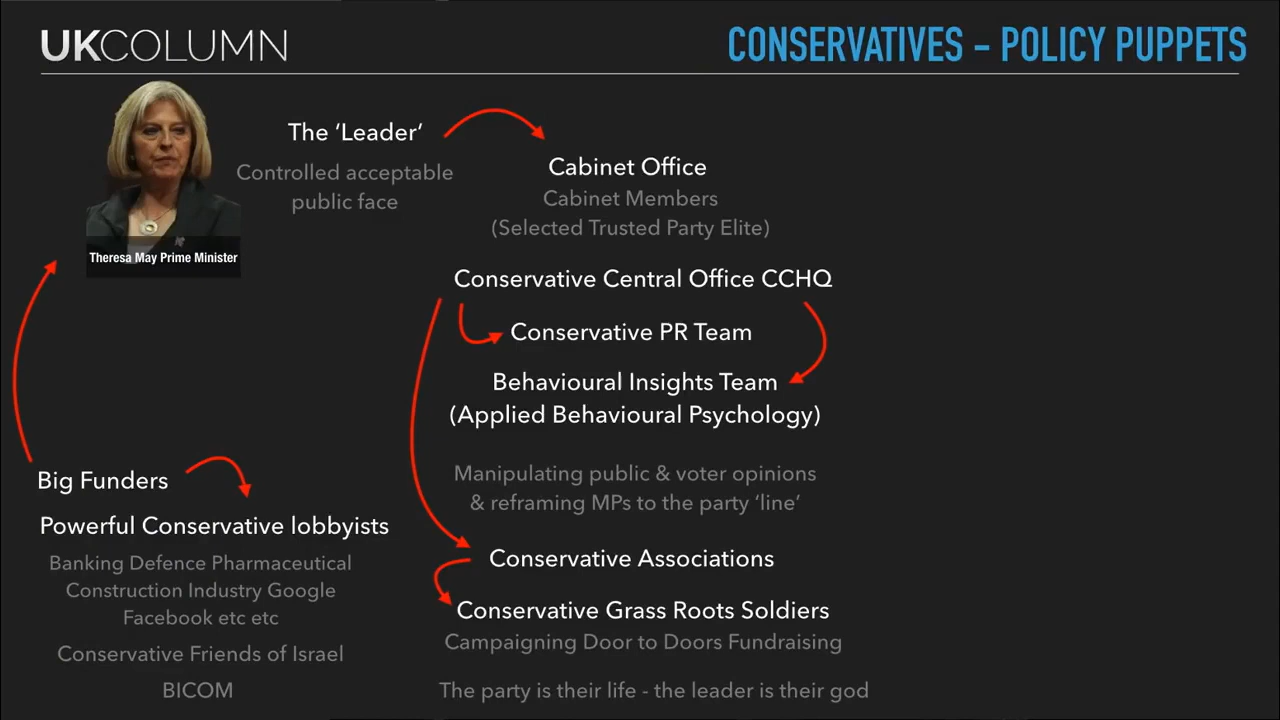 UKCOLUMN
CONSERVATIVES – POLICY PUPPETS
Theresa May Prime Minister
The ‘Leader’
Controlled acceptable
public face
Cabinet Office
Cabinet Members
(Selected Trusted Party Elite)
Conservative Central Office CCHQ
Conservative PR Team
Behavioural Insights Team
(Applied Behavioural Psychology)
Manipulating public & voter opinions
& reframing MPs to the party ‘line’
Conservative Associations
Conservative Grass Roots Soldiers
Campaigning Door to Doors Fundraising
The party is their life - the leader is their god
Big Funders
Powerful Conservative lobbyists
Banking Defence Pharmaceutical
Construction Industry Google
Facebook etc etc
Conservative Friends of Israel
BICOM